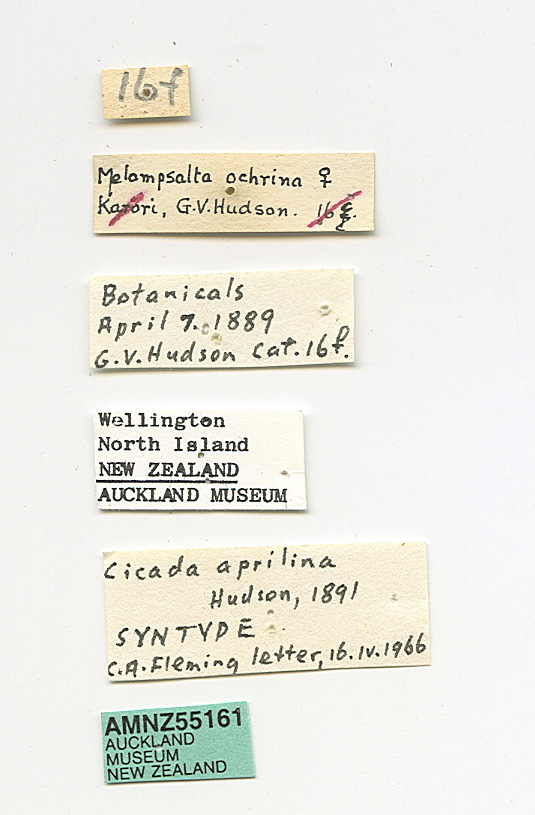 16f
Melampsalta ochrina ♀
Karori, G.V.Hudson. 16 g.
Botanicals
April 7. 1889
G.V.Hudson Cat. 16f.
Wellington
North Island
NEW ZEALAND
AUCKLAND MUSEUM
Cicada aprilina
Hudson, 1891
SYNTYPE
C.A.Fleming letter, 16.IV.1966
AMNZ55161
AUCKLAND
MUSEUM
NEW ZEALAND